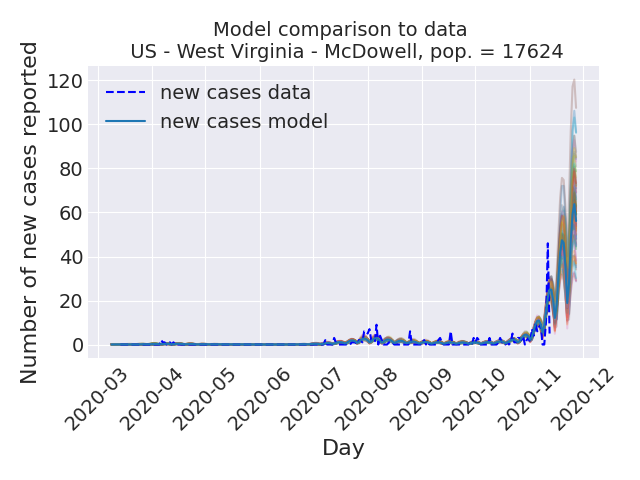 Model comparison to data
US - West Virginia - McDowell, pop. = 17624
Number of new cases reported
120
100
80
60
40
20
0
new cases data
new cases model
2020-03
2020-04
2020-05
2020-06
2020-07
2020-08
2020-09
2020-10
2020-11
2020-12
Day